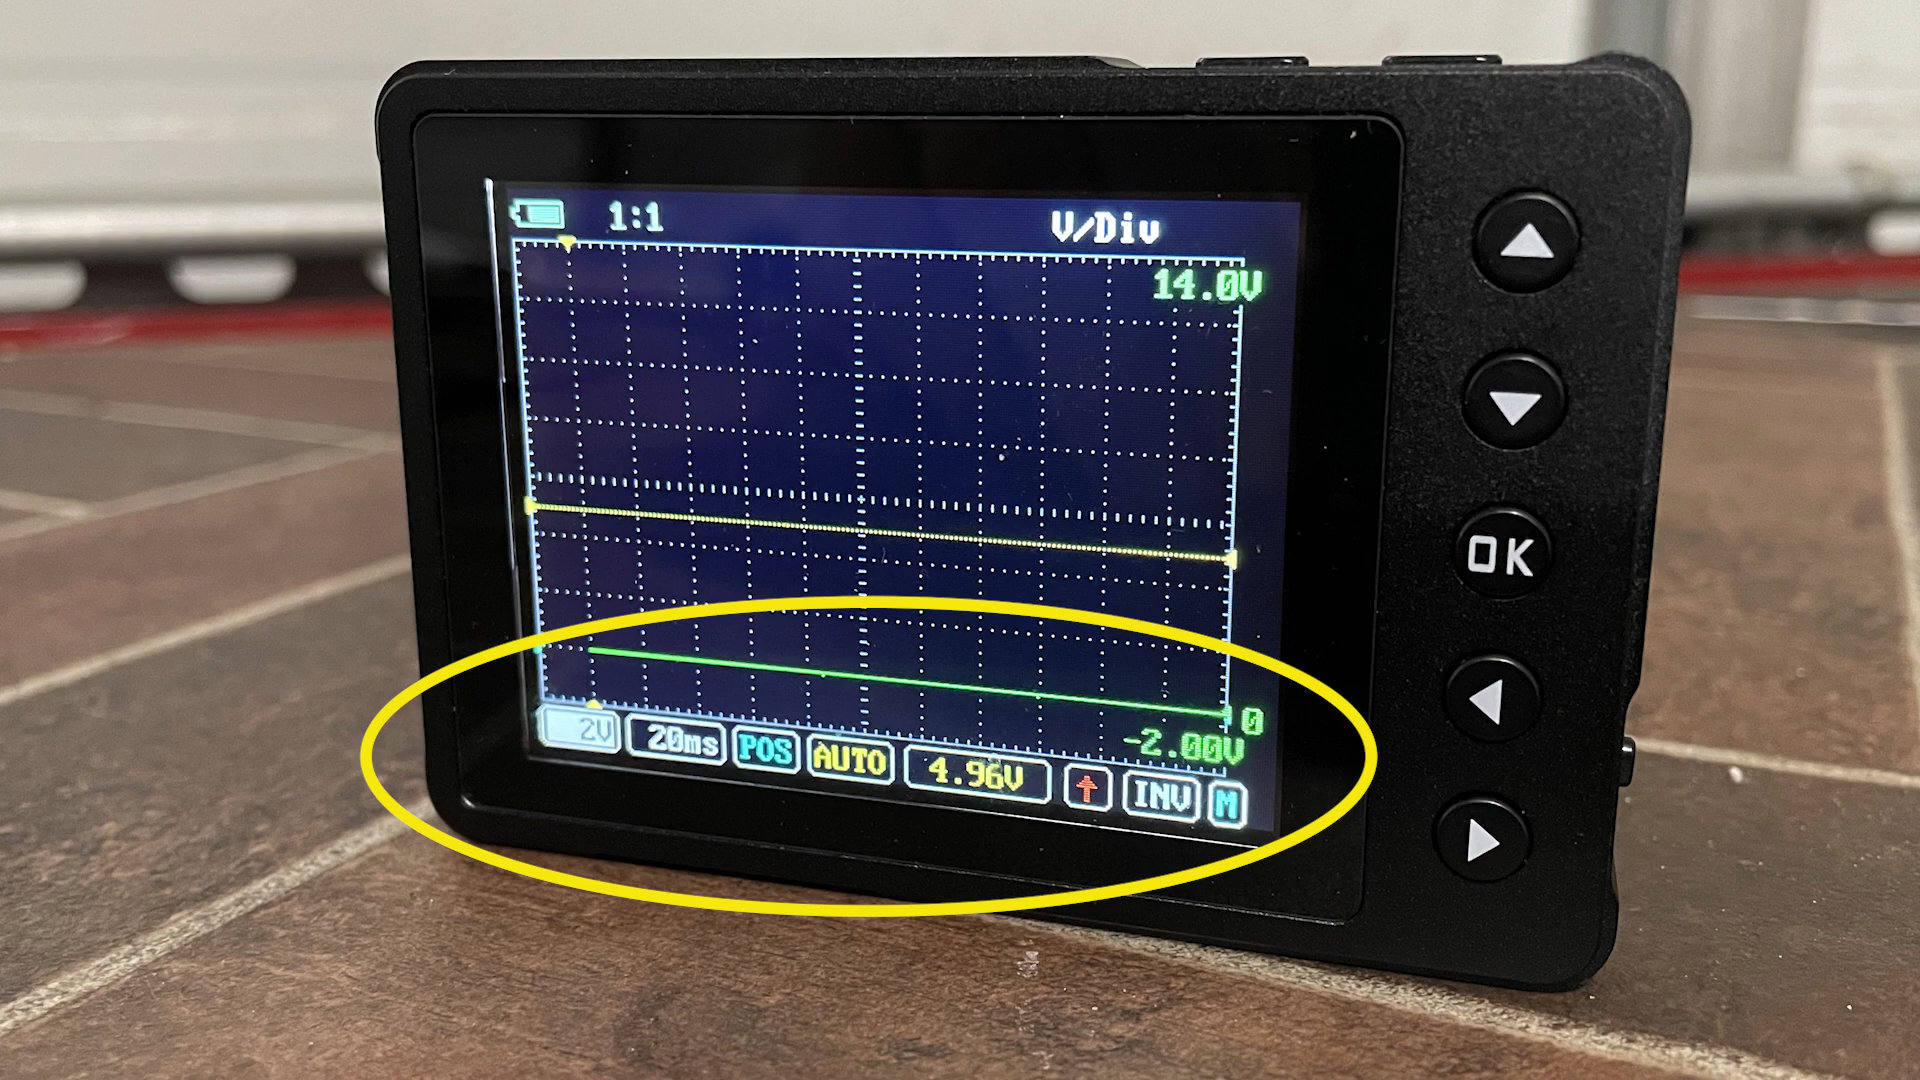 1:1 V/Div
14.0V
0
-2.00V
2V 20ms POS AUTO 4.96V INV M
OK